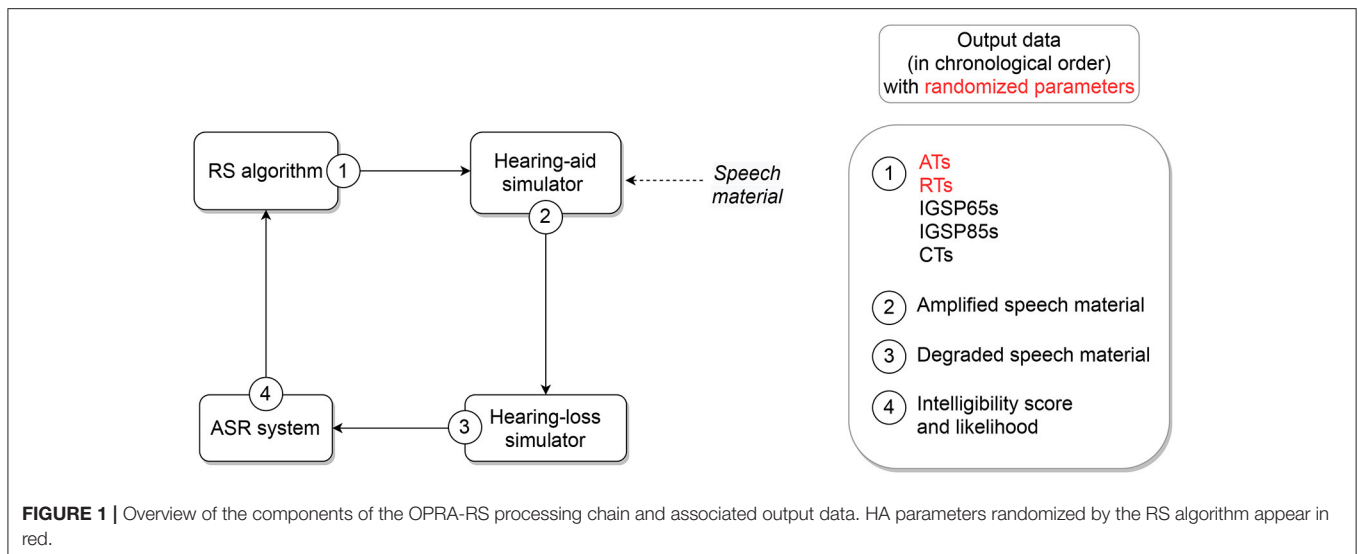 Output data
(in chronological order)
with randomized parameters
RS algorithm
1
Hearing-aid
simulator
2
Speech
material
4
ASR system
3
Hearing-loss
simulator
1
ATs
RTs
IGSP65s
IGSP85s
CTs
2 Amplified speech material
3 Degraded speech material
4 Intelligibility score
and likelihood
FIGURE 1 | Overview of the components of the OPRA-RS processing chain and associated output data. HA parameters randomized by the RS algorithm appear in
red.